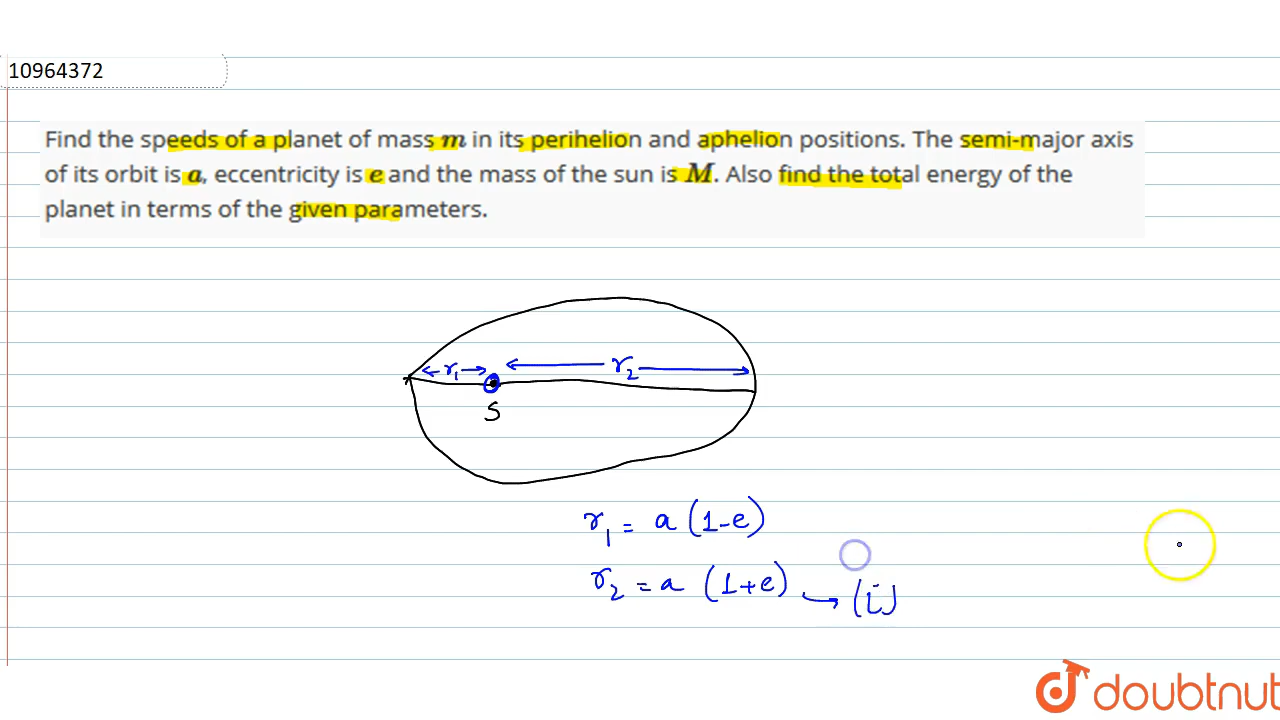 10964372
Find the speeds of a planet of mass m in its perihelion and aphelion positions. The semi-major axis
of its orbit is a, eccentricity is e and the mass of the sun is M. Also find the total energy of the
planet in terms of the given parameters.
r₁ r₂
S
r₁ = a (1-e)
r₂ = a (1+e) → (i)
doubtnut